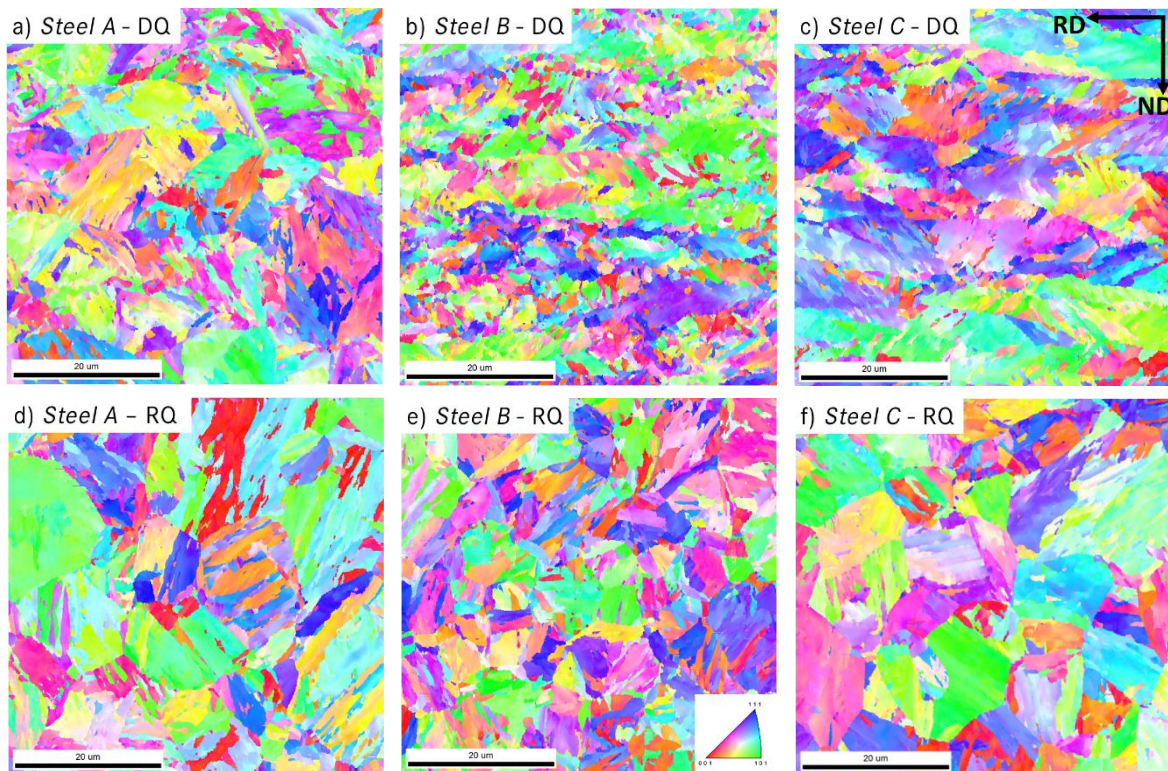 a) Steel A - DQ
b) Steel B - DQ
c) Steel C - DQ
RD
ND
20 um
20 um
20 um
d) Steel A – RQ
e) Steel B – RQ
f) Steel C – RQ
1 1 1
0 0 1
1 0 1
20 um
20 um
20 um